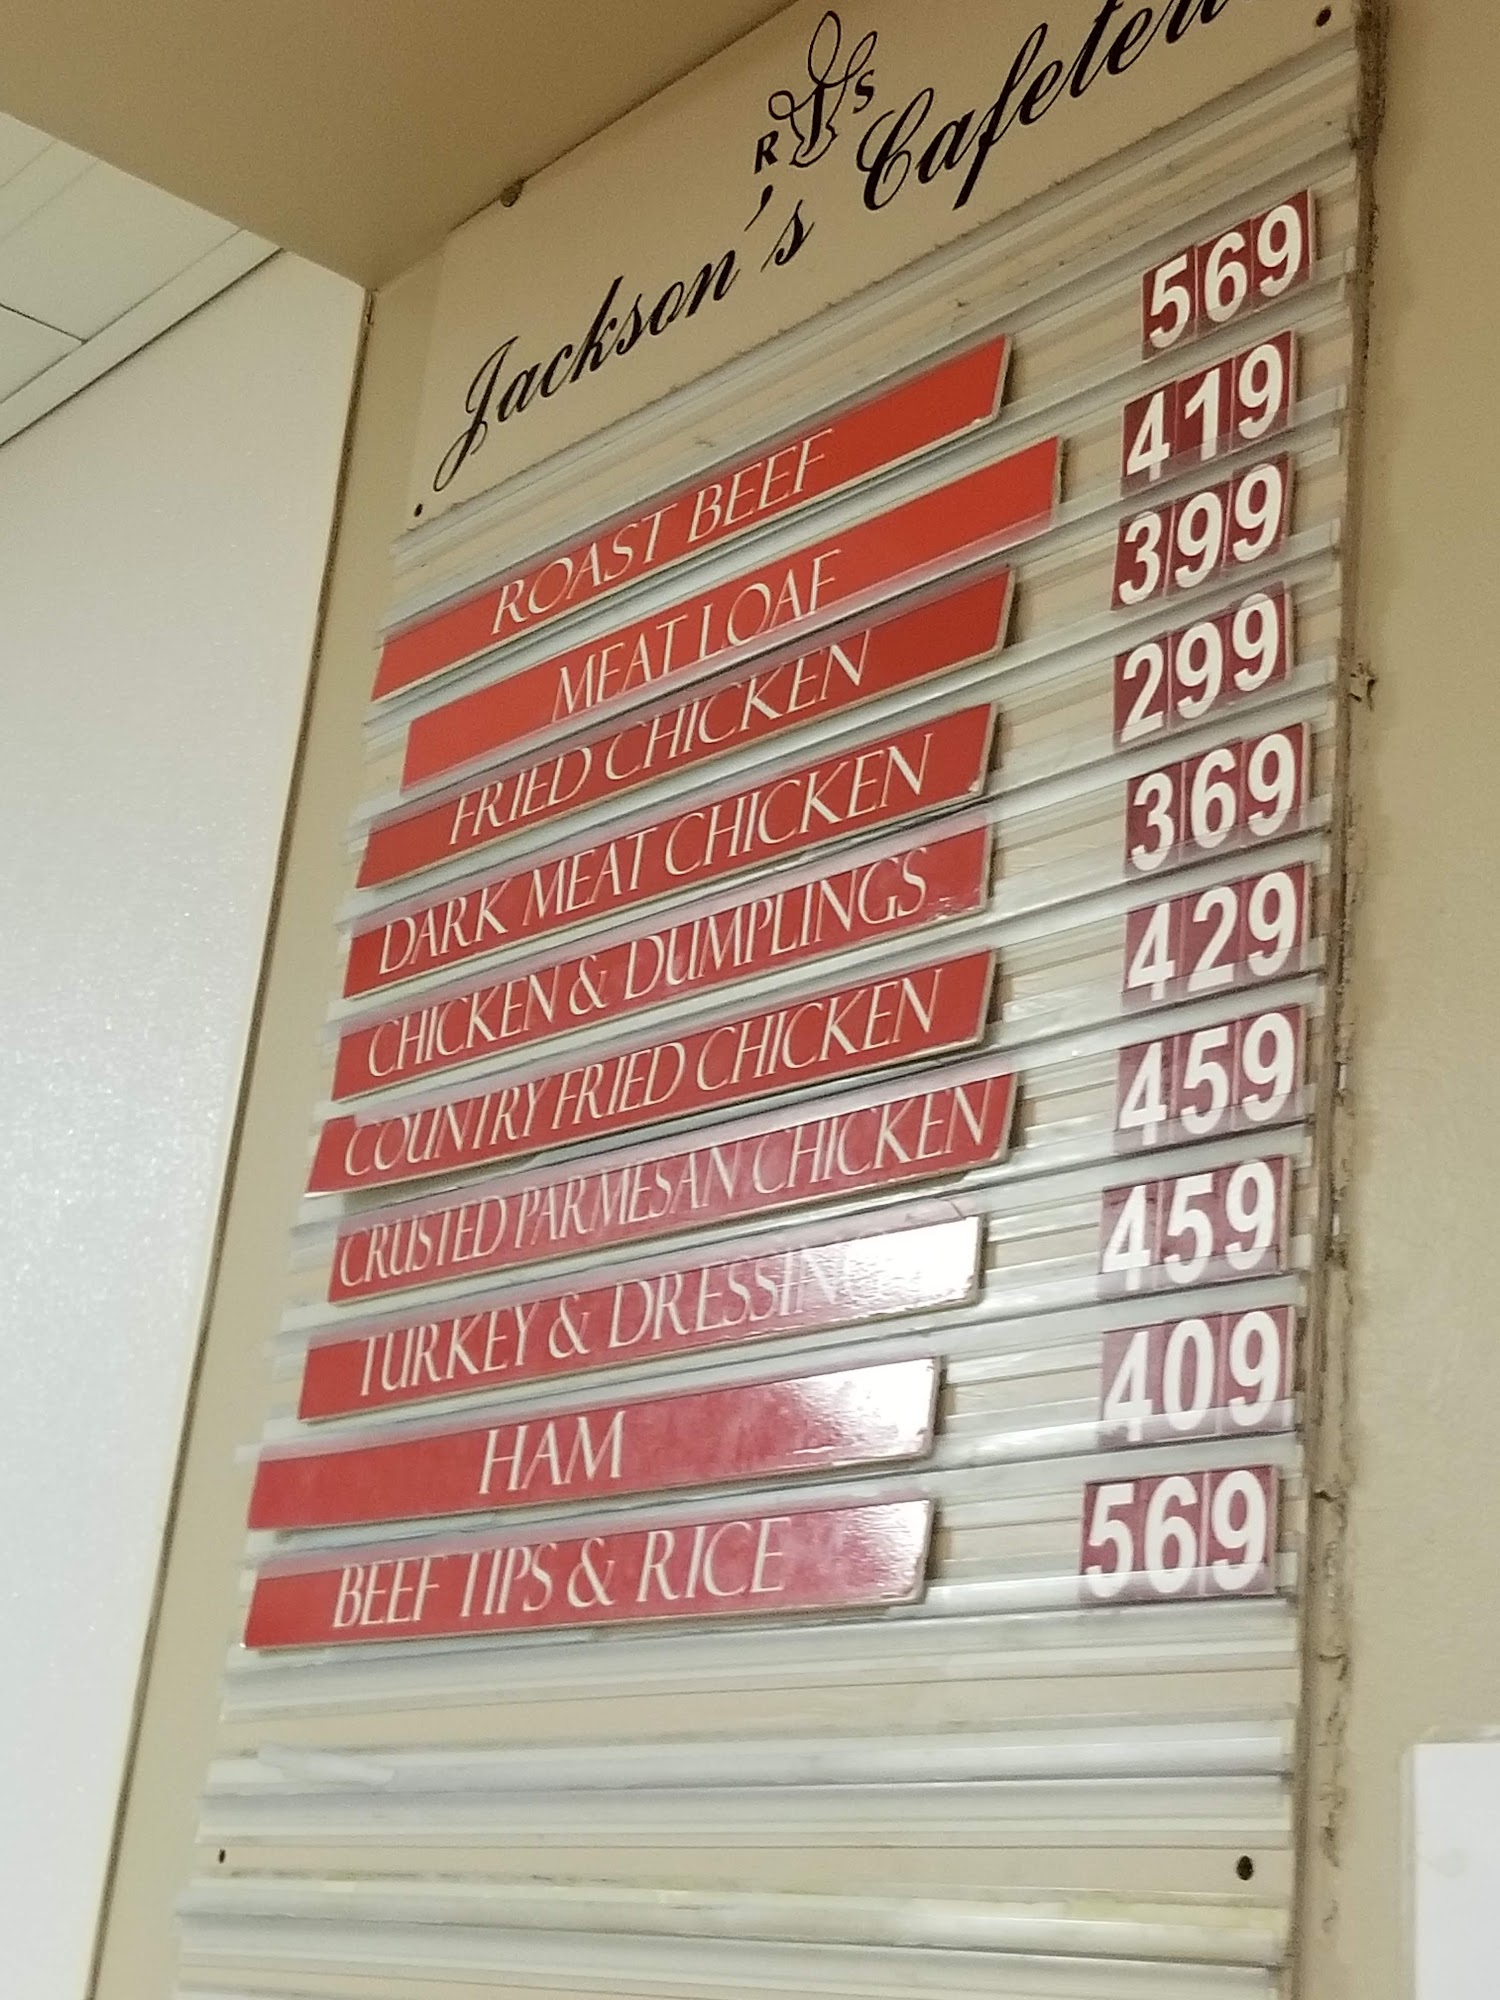 RJS
Jackson's Cafeteria
ROAST BEEF 569
MEAT LOAF 419
FRIED CHICKEN 399
DARK MEAT CHICKEN 299
CHICKEN & DUMPLINGS 369
COUNTRY FRIED CHICKEN 429
CRUSTED PARMESAN CHICKEN 459
TURKEY & DRESSING 459
HAM 409
BEEF TIPS & RICE 569